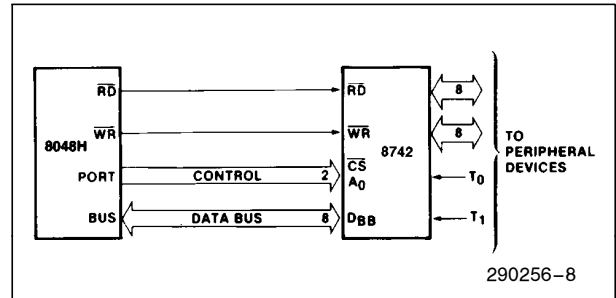 8048H
RD
WR
PORT
BUS
CONTROL 2
DATA BUS 8
8742
RD
WR
CS
A0
DBB
8
8
T0
T1
TO
PERIPHERAL
DEVICES
290256–8